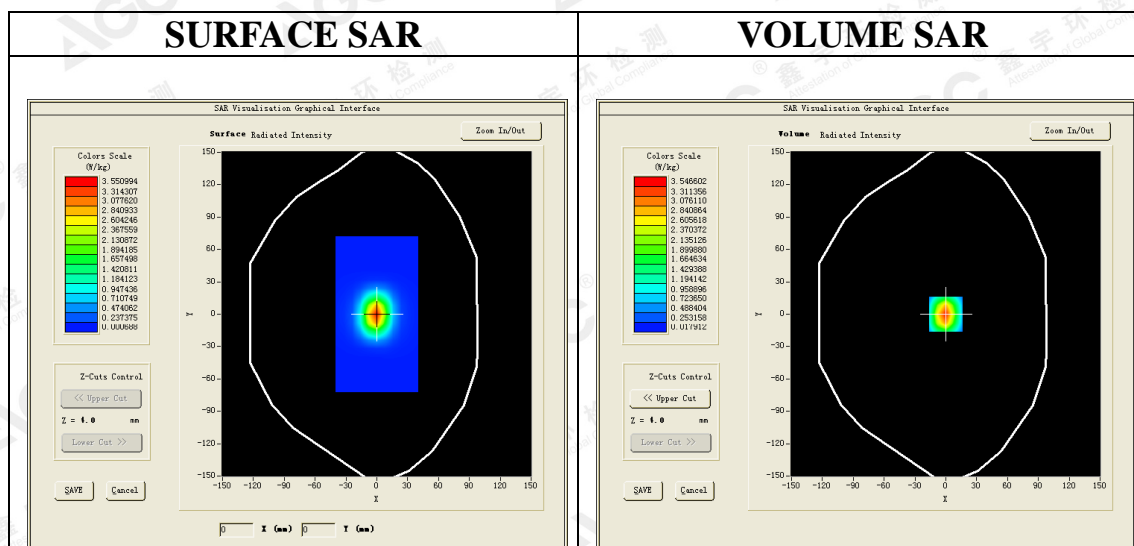 SURFACE SAR
VOLUME SAR
SAR Visualisation Graphical Interface
Surface Radiated Intensity
Zoom In/Out
Colors Scale
(W/kg)
3.550994
3.314307
3.077620
2.840933
2.604246
2.367559
2.130872
1.894185
1.657498
1.420811
1.184123
0.947436
0.710749
0.474062
0.237375
0.000688
150
120
90
60
30
0
-30
-60
-90
-120
-150
Y
-150 -120 -90 -60 -30 0 30 60 90 120 150
X
Z-Cuts Control
<< Upper Cut
Z = 4.0 mm
Lower Cut >>
SAVE Cancel
0 X (mm) 0 Y (mm)
SAR Visualisation Graphical Interface
Volume Radiated Intensity
Zoom In/Out
Colors Scale
(W/kg)
3.546602
3.311356
3.076110
2.840864
2.605618
2.370372
2.135126
1.899880
1.664634
1.429388
1.194142
0.958896
0.723650
0.488404
0.253158
0.017912
150
120
90
60
30
0
-30
-60
-90
-120
-150
Y
-150 -120 -90 -60 -30 0 30 60 90 120 150
X
Z-Cuts Control
<< Upper Cut
Z = 4.0 mm
Lower Cut >>
SAVE Cancel